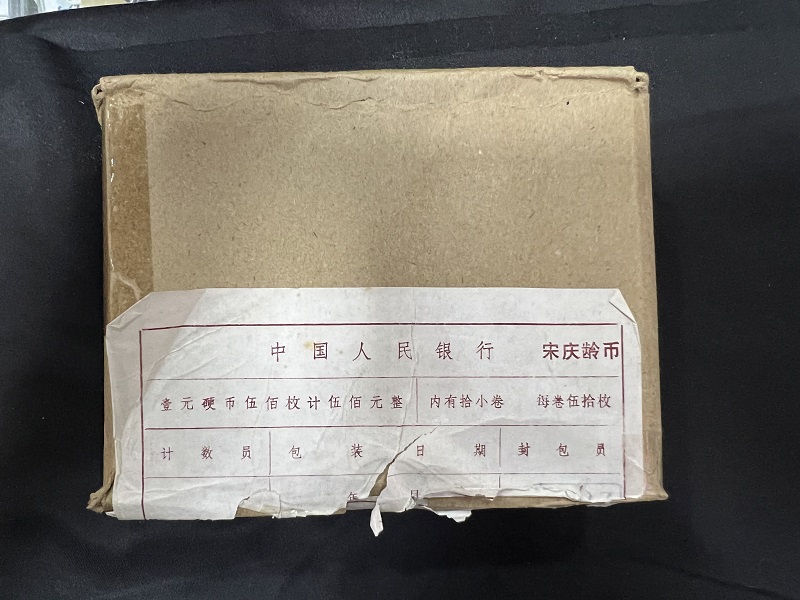 中国人民银行 宋庆龄币
壹元硬币伍佰枚计伍佰元整 内有拾小卷 每卷伍拾枚
计数员 包装日期 封包员
年 月